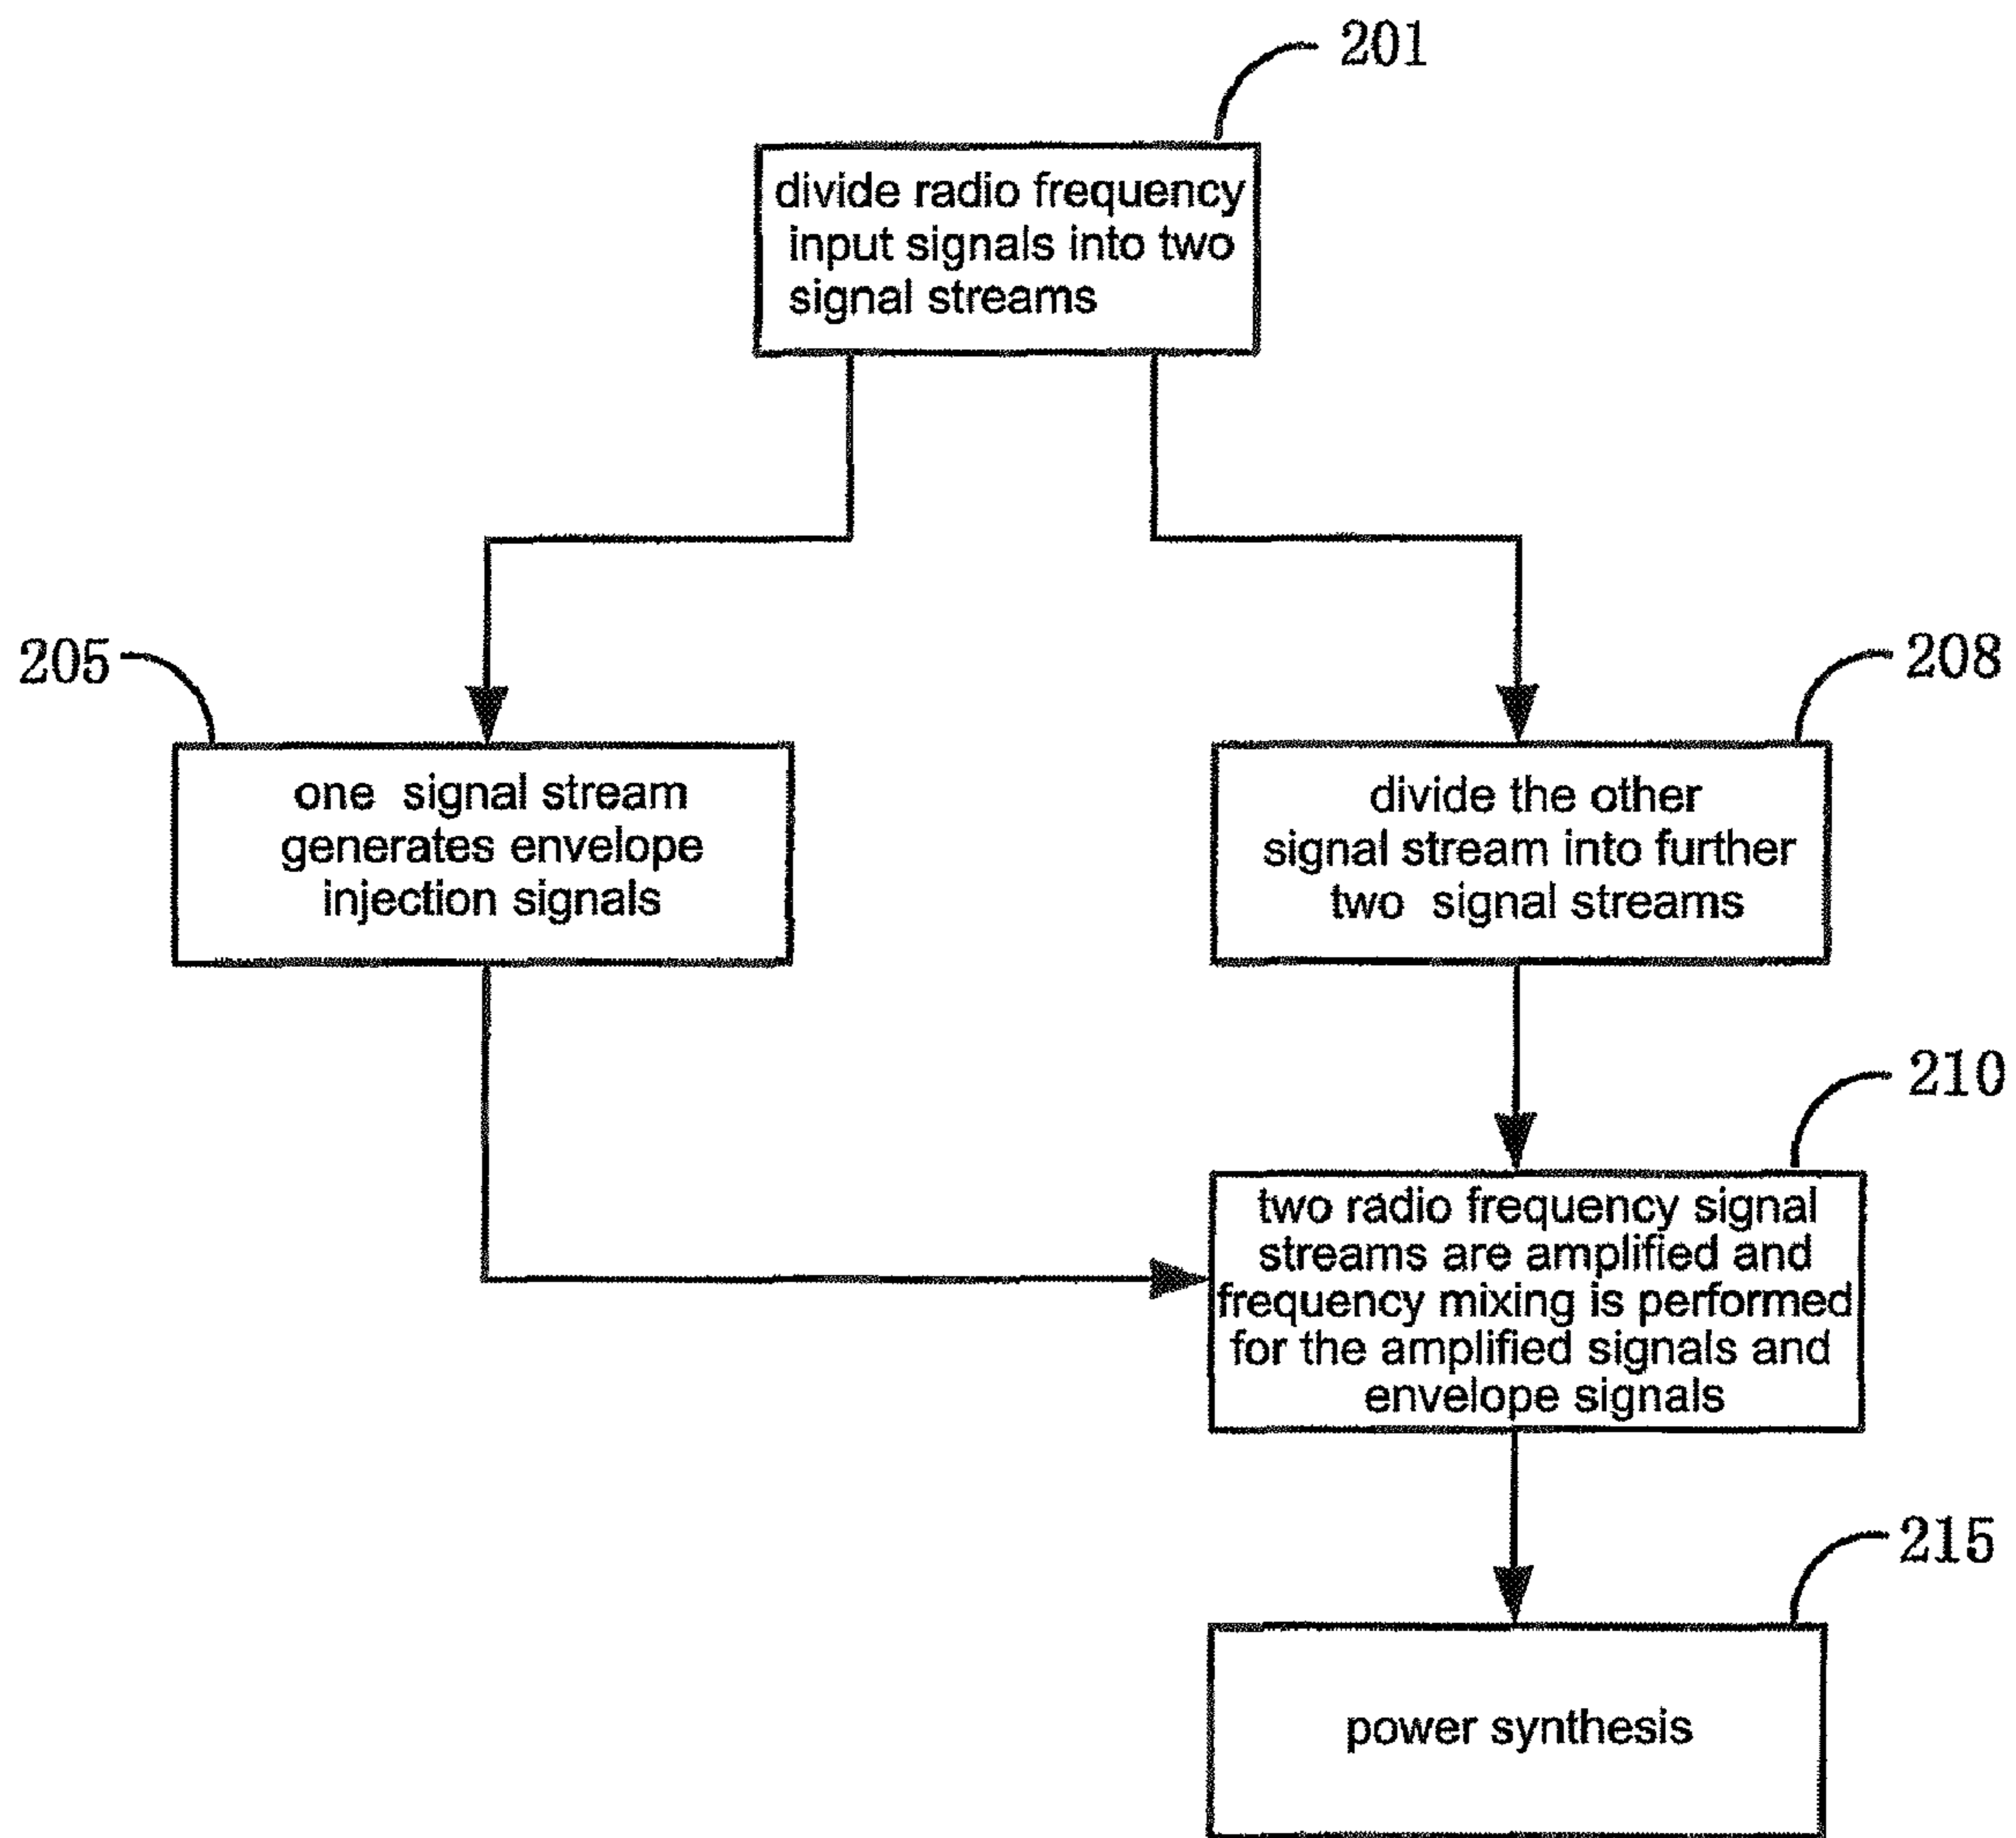 201
divide radio frequency
input signals into two
signal streams
205
one signal stream
generates envelope
injection signals
208
divide the other
signal stream into further
two signal streams
210
two radio frequency signal
streams are amplified and
frequency mixing is performed
for the amplified signals and
envelope signals
215
power synthesis